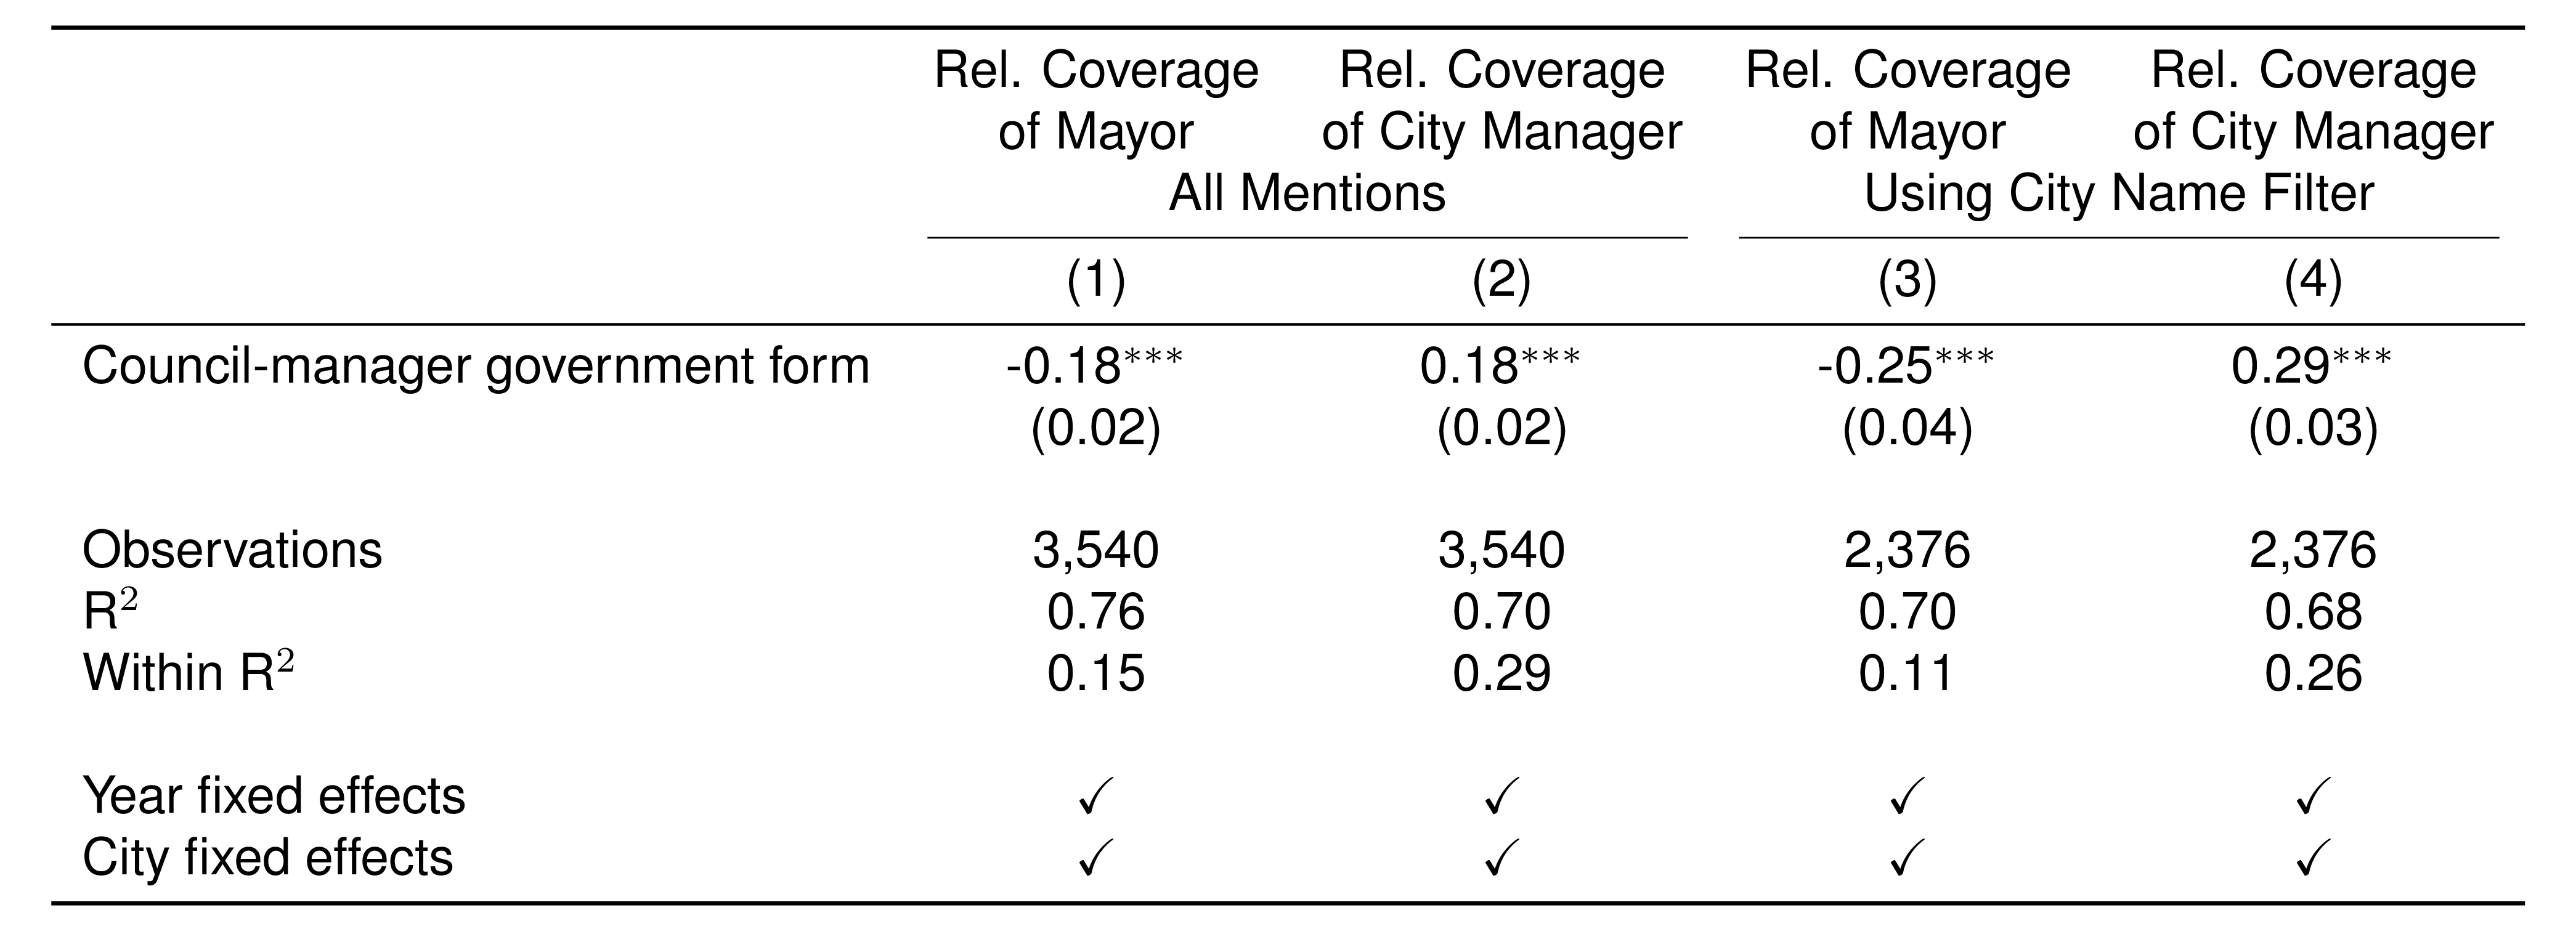 Rel. Coverage Rel. Coverage Rel. Coverage Rel. Coverage
of Mayor of City Manager of Mayor of City Manager
All Mentions Using City Name Filter
(1) (2) (3) (4)
Council-manager government form -0.18*** 0.18*** -0.25*** 0.29***
(0.02) (0.02) (0.04) (0.03)
Observations 3,540 3,540 2,376 2,376
R² 0.76 0.70 0.70 0.68
Within R² 0.15 0.29 0.11 0.26
Year fixed effects ✓ ✓ ✓ ✓
City fixed effects ✓ ✓ ✓ ✓